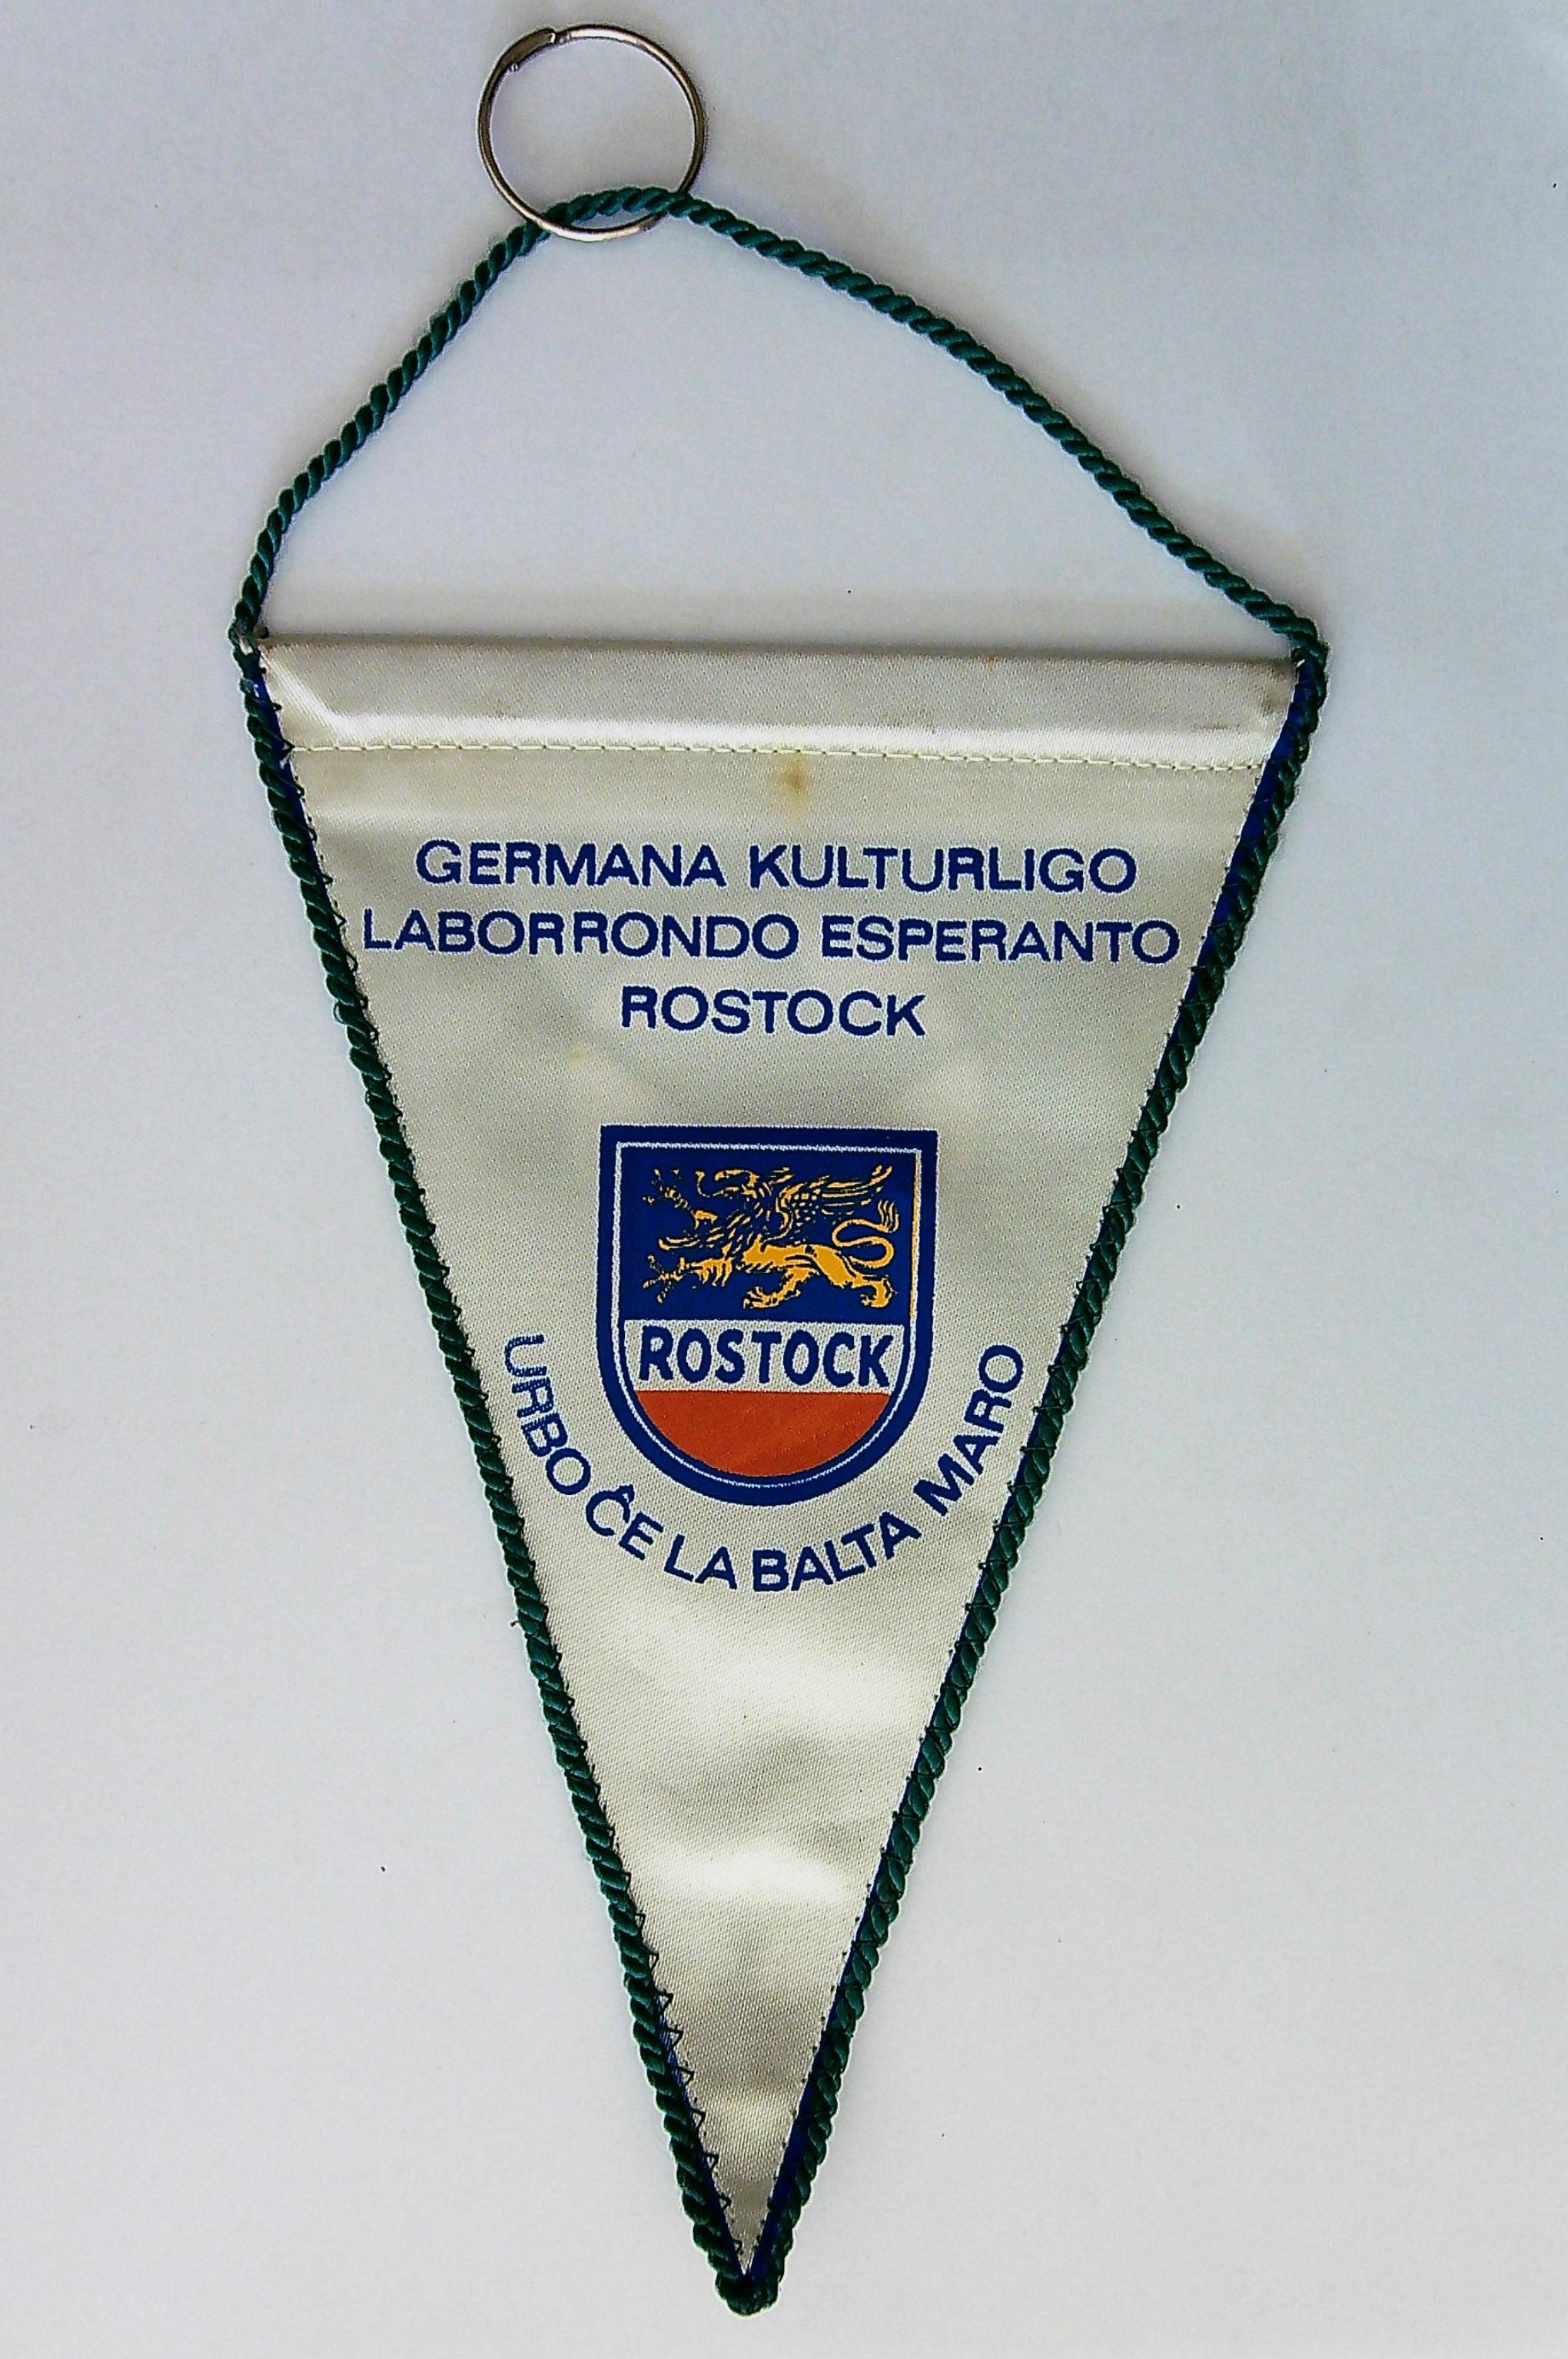 GERMANA KULTURLIGO
LABORRONDO ESPERANTO
ROSTOCK
ROSTOCK
URBO ĈE LA BALTA MARO